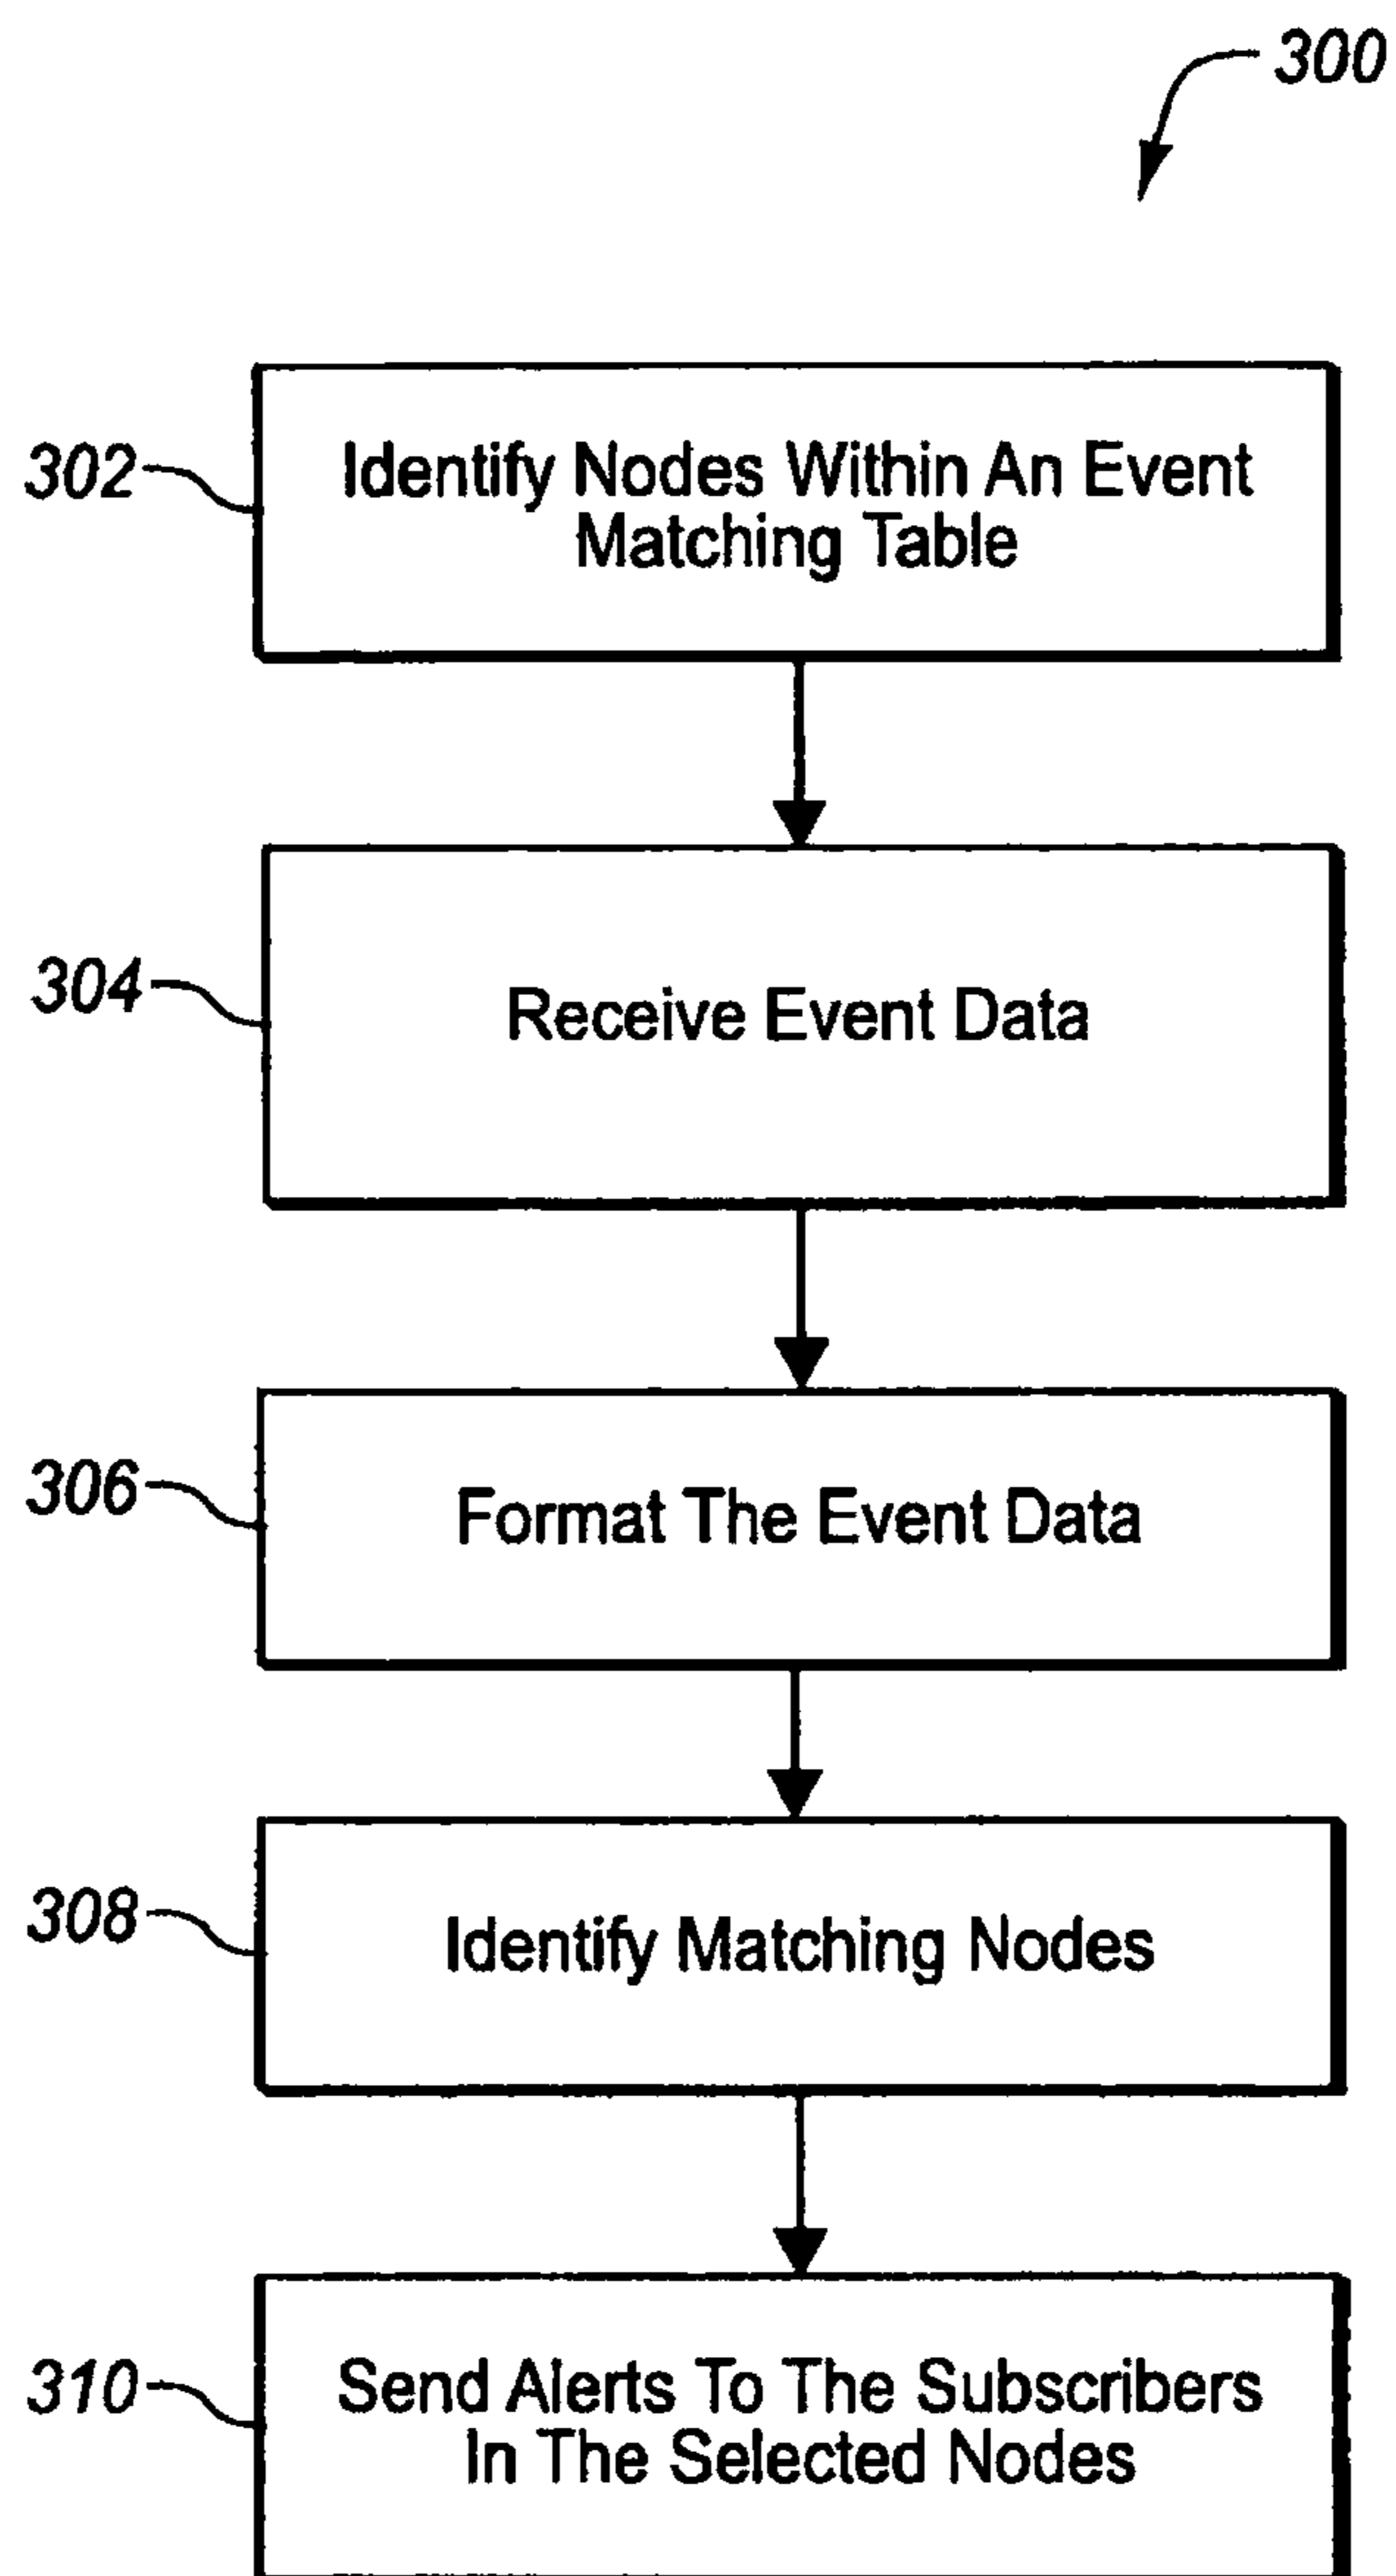 300
302
Identify Nodes Within An Event
Matching Table
304
Receive Event Data
306
Format The Event Data
308
Identify Matching Nodes
310
Send Alerts To The Subscribers
In The Selected Nodes